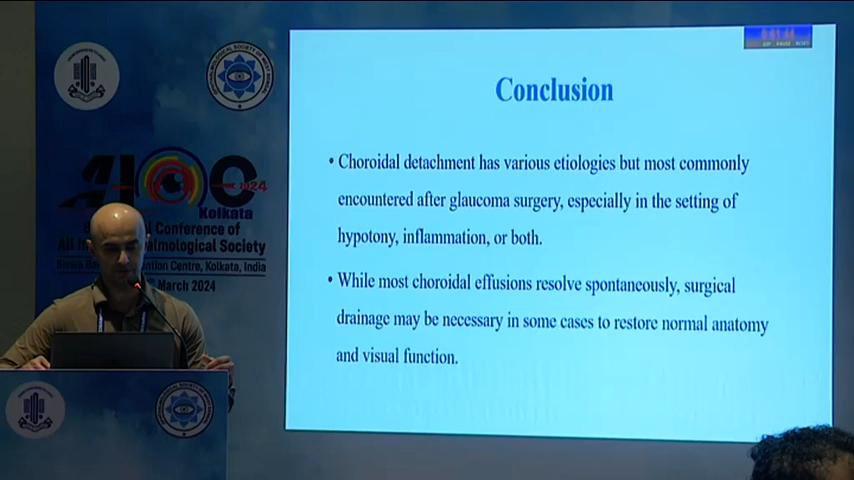 AIOC
2024
Kolkata
Conference of
All Ophthalmological Society
Convention Centre, Kolkata, India
March 2024
Conclusion
• Choroidal detachment has various etiologies but most commonly
encountered after glaucoma surgery, especially in the setting of
hypotony, inflammation, or both.
• While most choroidal effusions resolve spontaneously, surgical
drainage may be necessary in some cases to restore normal anatomy
and visual function.